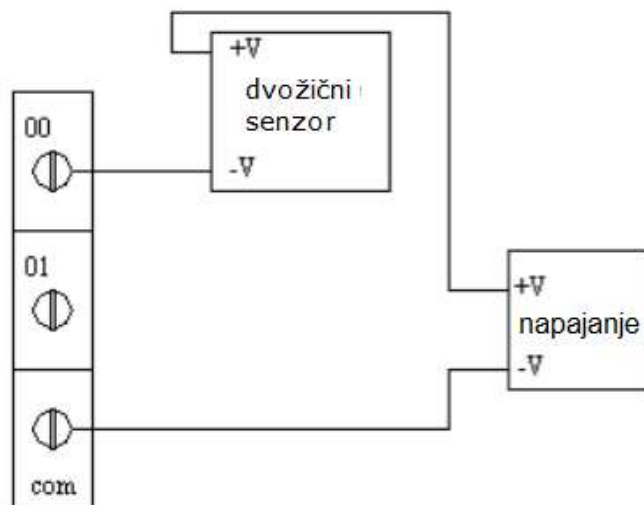 +V
dvožični
senzor
-V
00
01
com
+V
napajanje
-V